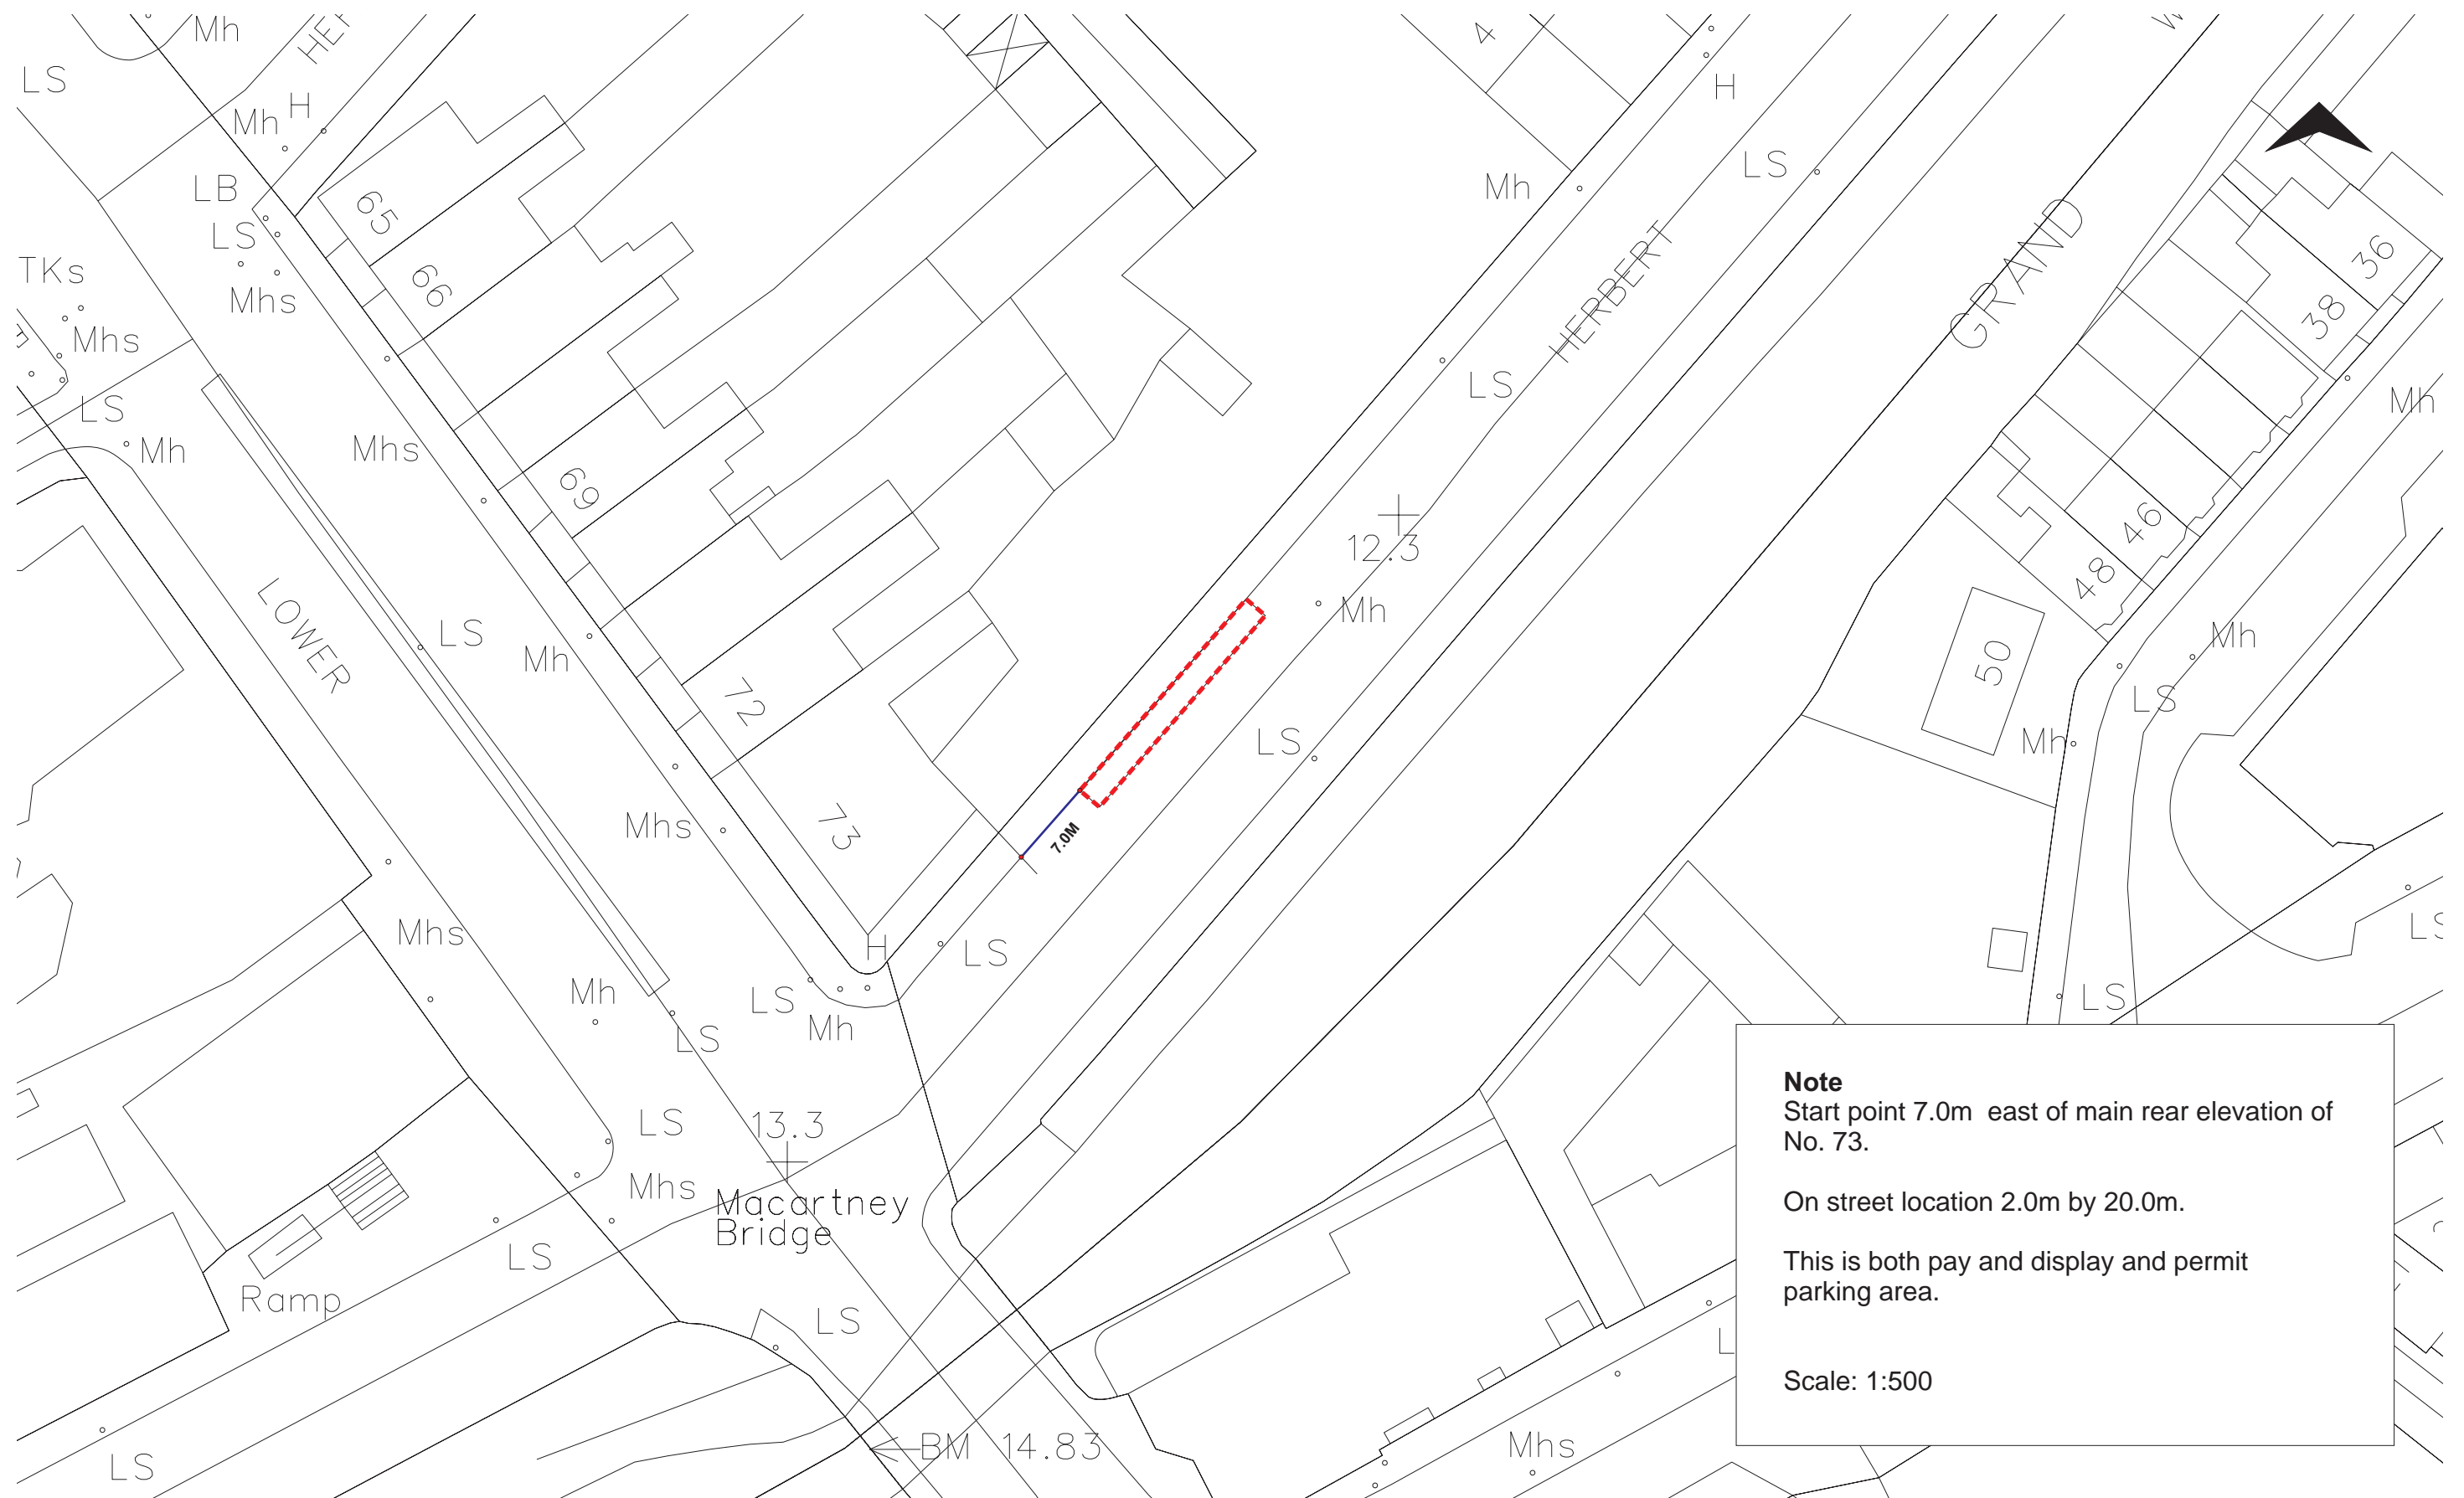 Mh
HER
4
LS
H
H
Mh
LS
LB
Mh
65
LS
36
TKs
66
GRAND
Mhs
HERBERT
38
Mhs
LS
LS
Mh
Mh
Mhs
69
46
12.3
48
LOWER
Mh
LS
Mh
Mh
50
72
LS
LS
Mh
73
Mhs
7.0M
Mhs
H
LS
LS
Mh
LS
LS
Mh
LS
13.3
LS
Mhs
Macartney
Bridge
LS
Ramp
LS
BM 14.83
Mhs
LS
Note
Start point 7.0m east of main rear elevation of
No. 73.
On street location 2.0m by 20.0m.
This is both pay and display and permit
parking area.
Scale: 1:500